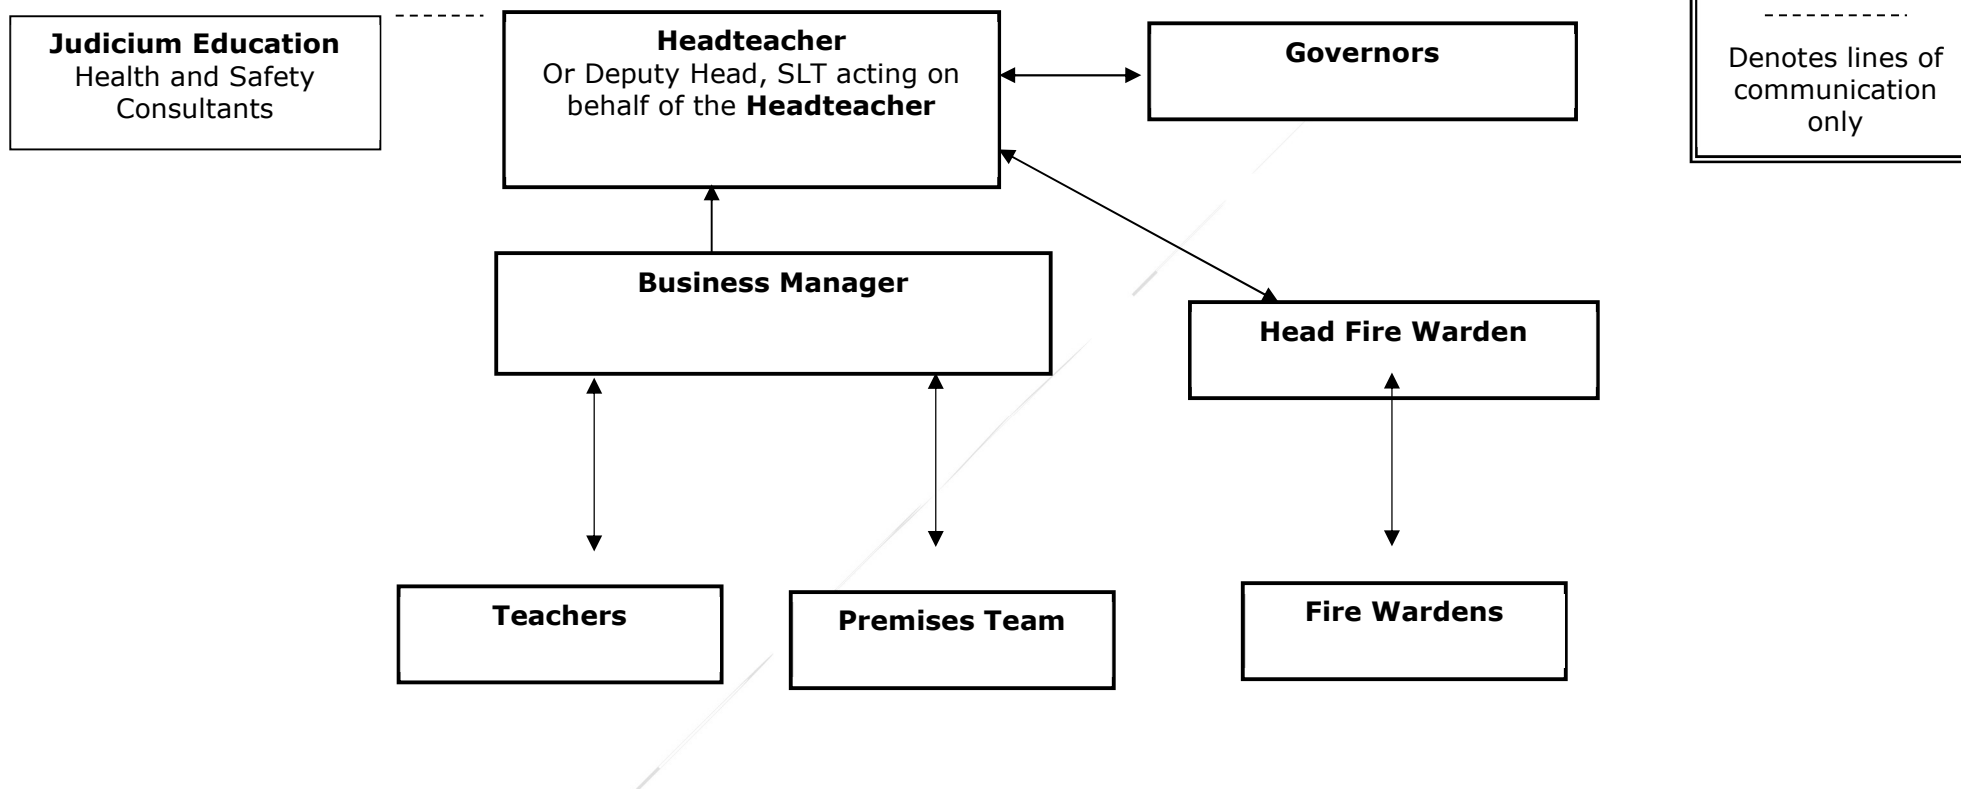 Judicium Education
Health and Safety
Consultants
Headteacher
Or Deputy Head, SLT acting on
behalf of the Headteacher
Governors
Denotes lines of
communication
only
Business Manager
Head Fire Warden
Teachers
Premises Team
Fire Wardens